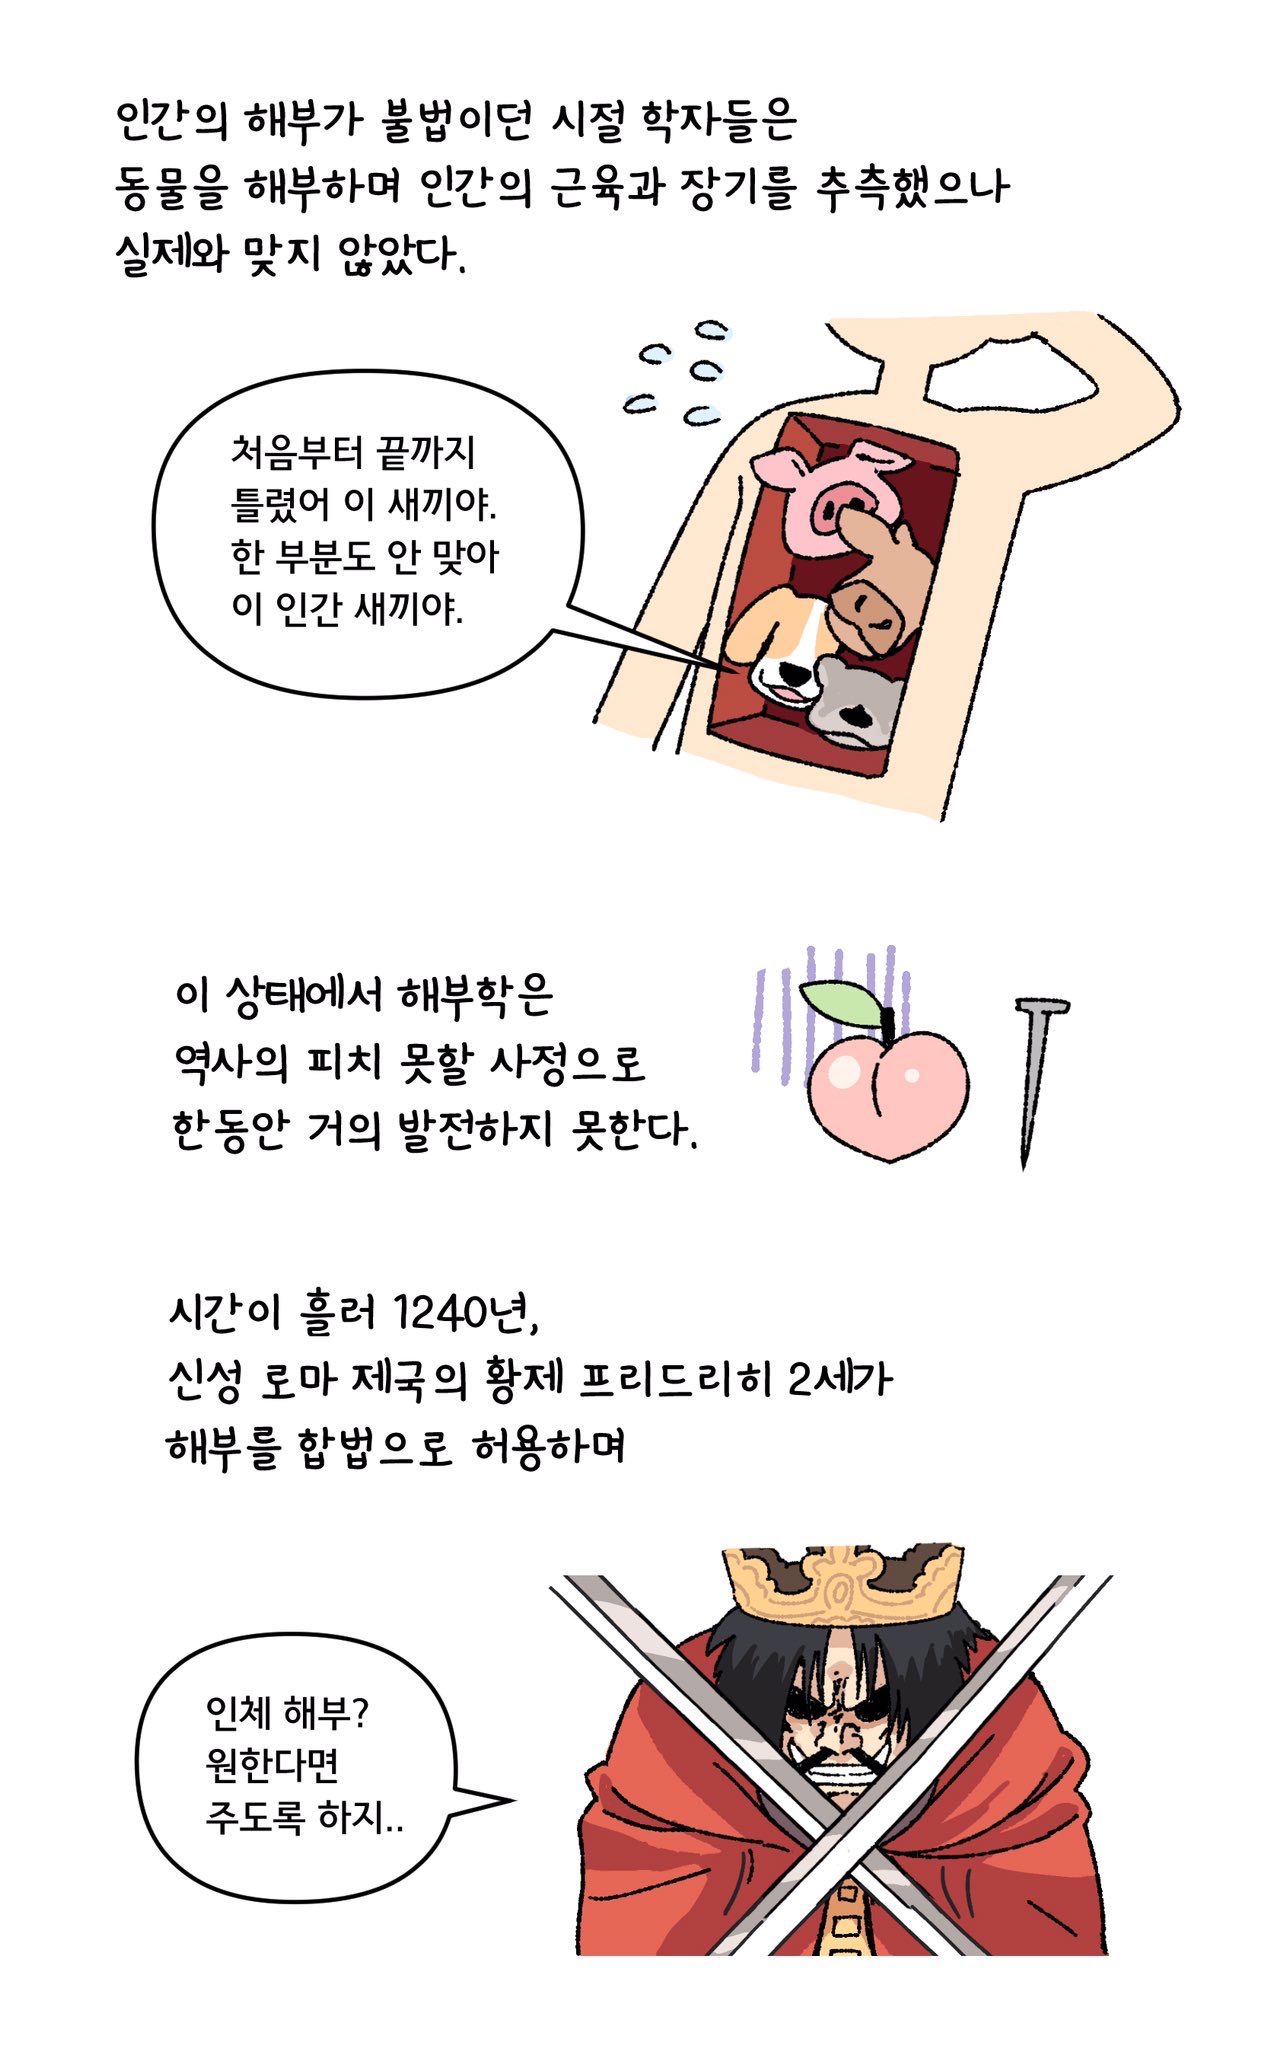 인간의 해부가 불법이던 시절 학자들은
동물을 해부하며 인간의 근육과 장기를 추측했으나
실제와 맞지 않았다.
처음부터 끝까지
틀렸어 이 새끼야.
한 부분도 안 맞아
이 인간 새끼야.
이 상태에서 해부학은
역사의 피치 못할 사정으로
한동안 거의 발전하지 못한다.
시간이 흘러 1240년,
신성 로마 제국의 황제 프리드리히 2세가
해부를 합법으로 허용하며
인체 해부?
원한다면
주도록 하지..